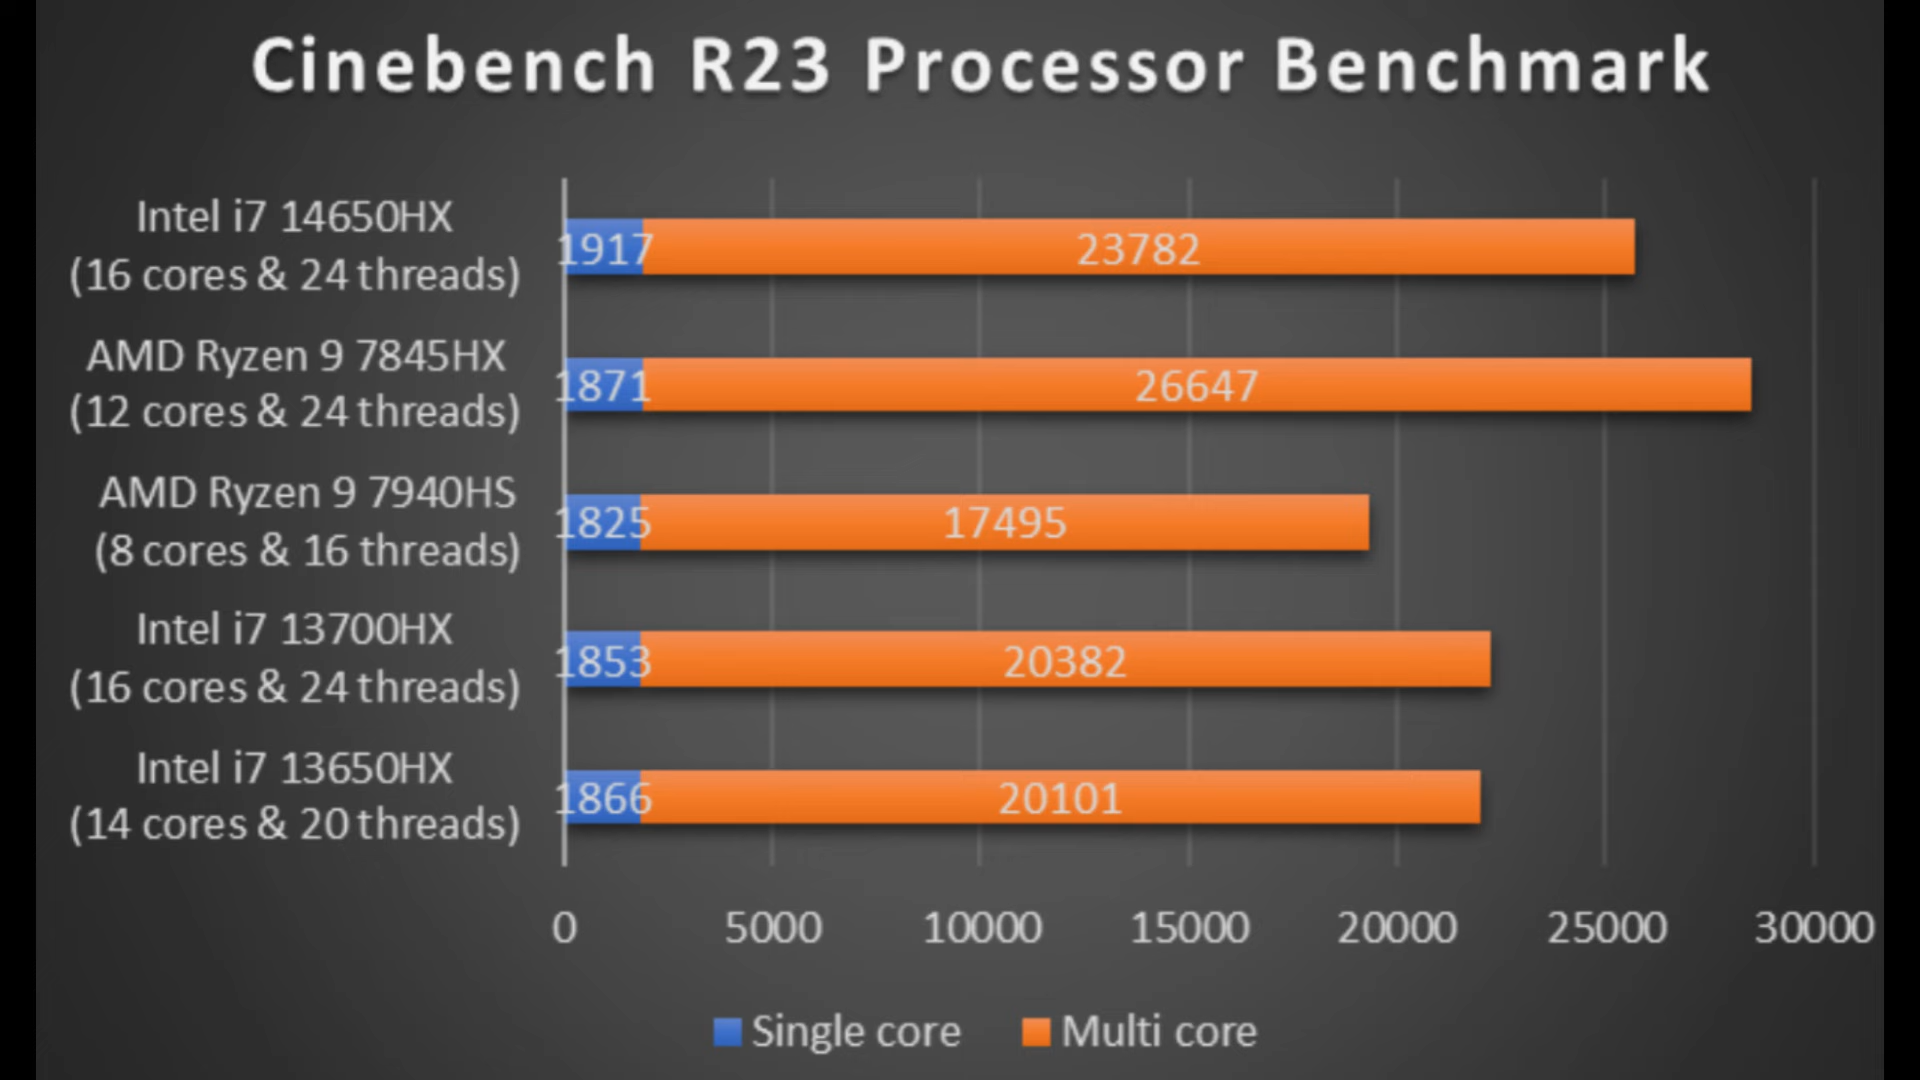 Cinebench R23 Processor Benchmark
Intel i7 14650HX
(16 cores & 24 threads)
1917 23782
AMD Ryzen 9 7845HX
(12 cores & 24 threads)
1871 26647
AMD Ryzen 9 7940HS
(8 cores & 16 threads)
1825 17495
Intel i7 13700HX
(16 cores & 24 threads)
1853 20382
Intel i7 13650HX
(14 cores & 20 threads)
1866 20101
0 5000 10000 15000 20000 25000 30000
Single core Multi core